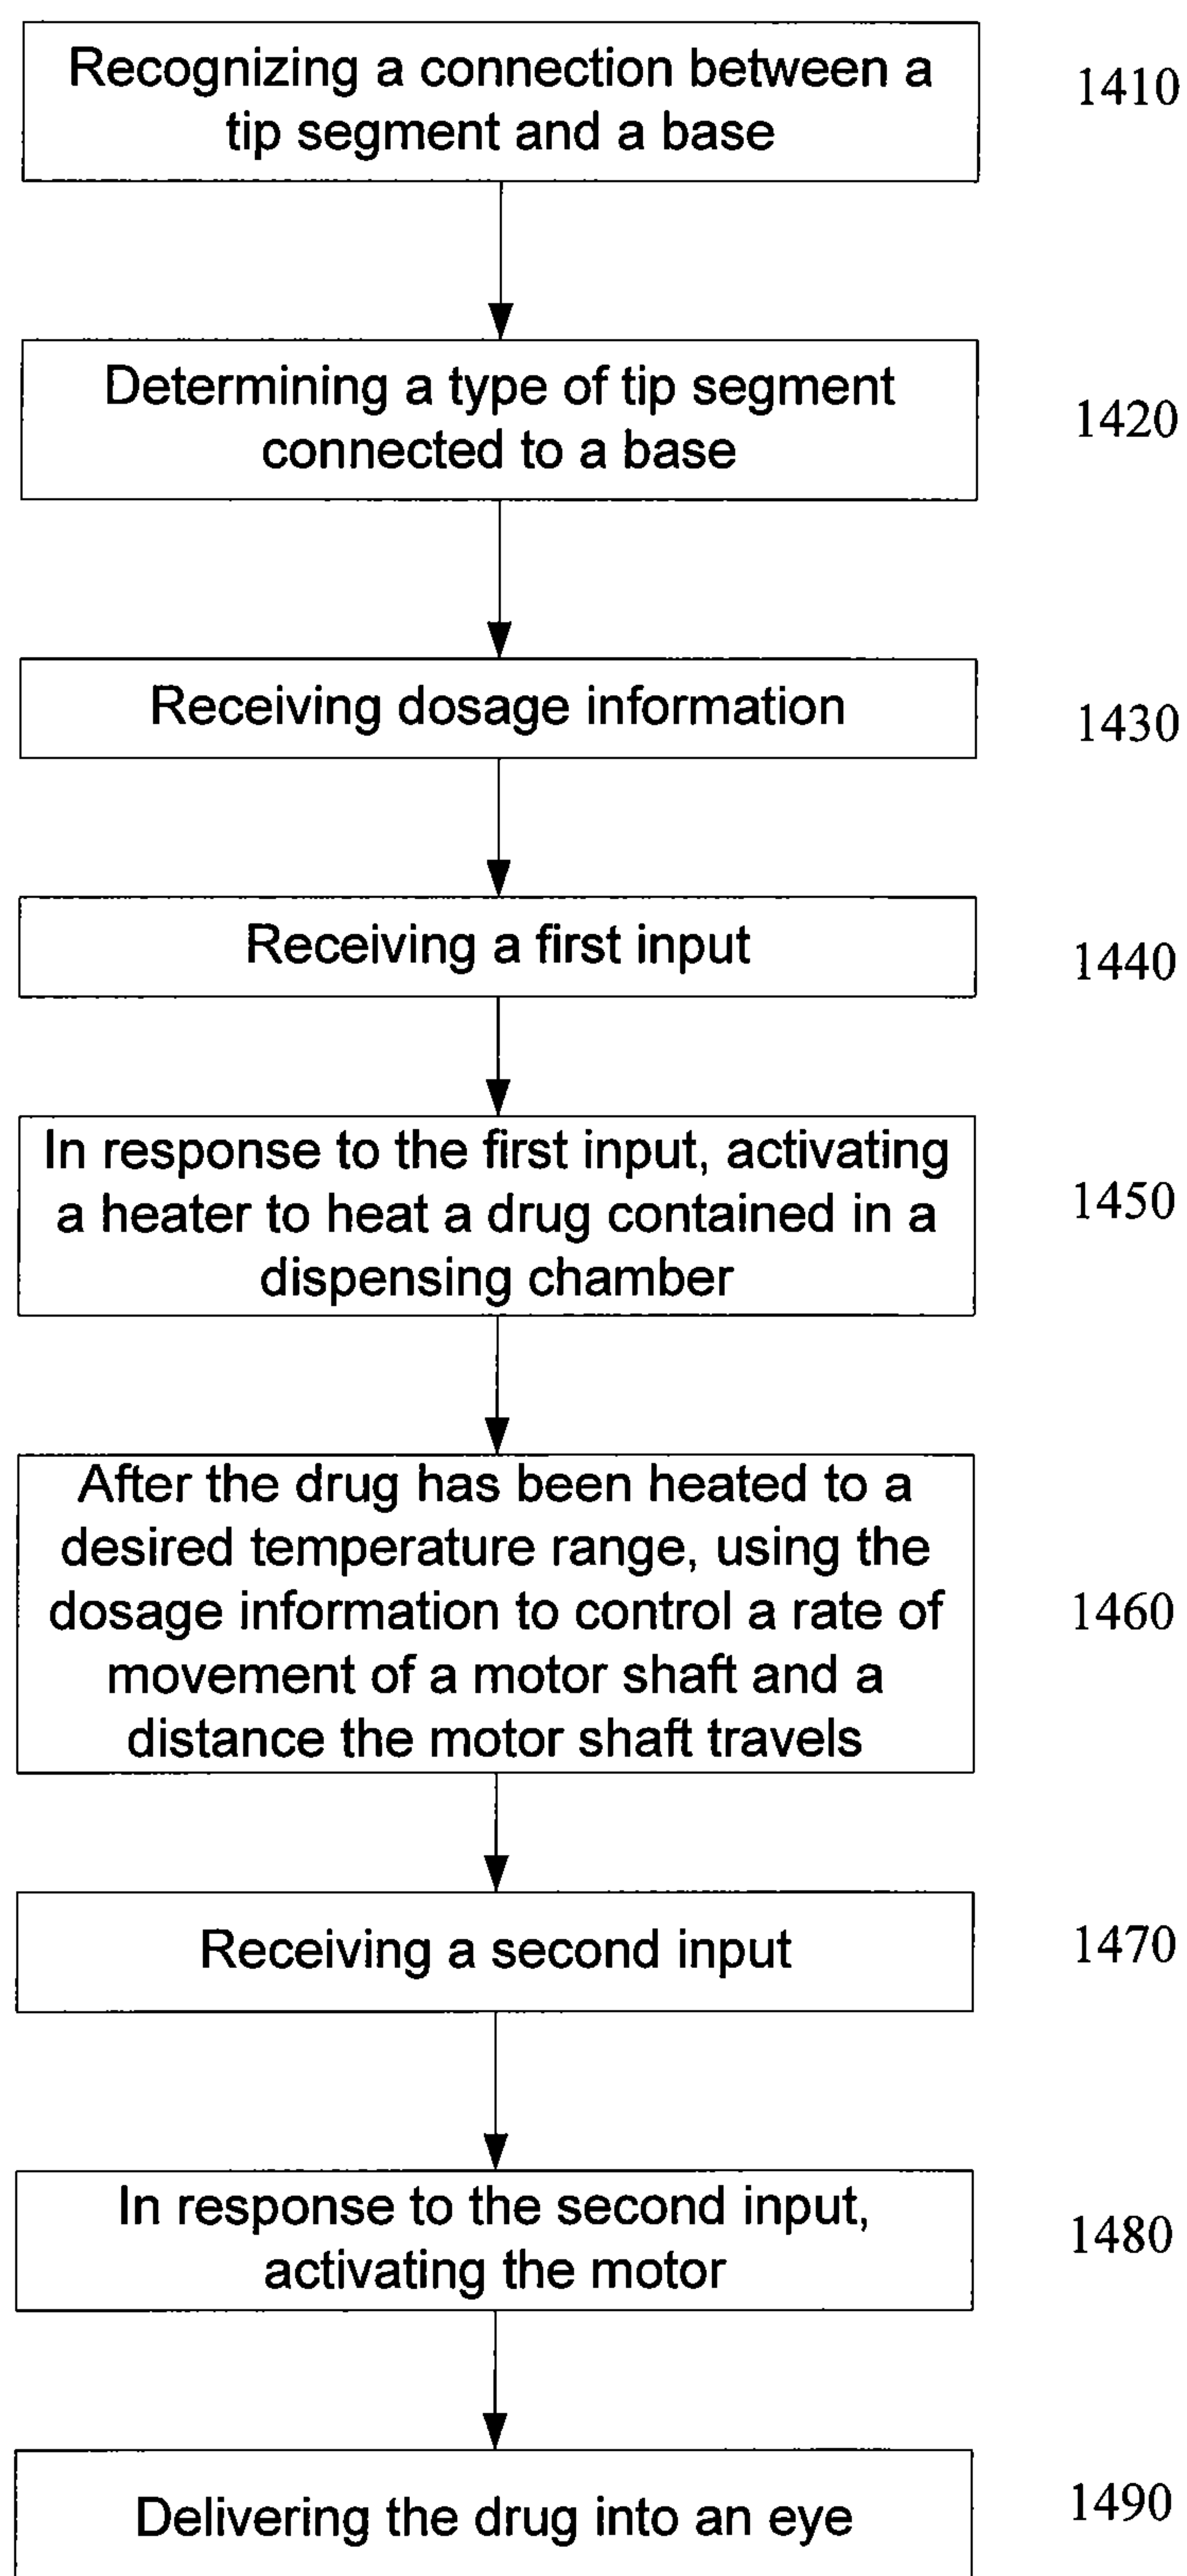 Recognizing a connection between a
tip segment and a base
1410
Determining a type of tip segment
connected to a base
1420
Receiving dosage information
1430
Receiving a first input
1440
In response to the first input, activating
a heater to heat a drug contained in a
dispensing chamber
1450
After the drug has been heated to a
desired temperature range, using the
dosage information to control a rate of
movement of a motor shaft and a
distance the motor shaft travels
1460
Receiving a second input
1470
In response to the second input,
activating the motor
1480
Delivering the drug into an eye
1490